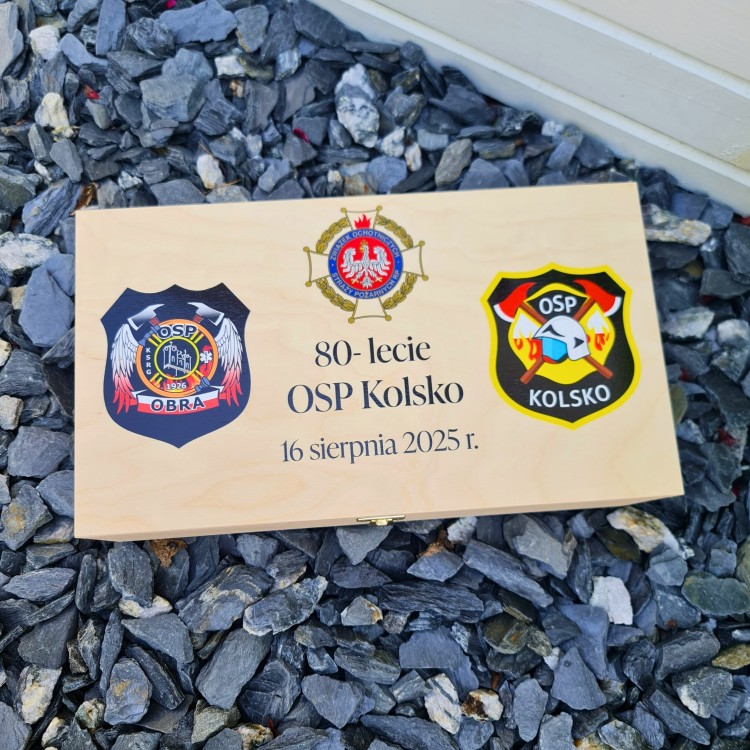 ZWIĄZEK OCHOTNICZYCH
STRAŻY POŻARNYCH RP
OSP
KSRG
1926
OBRA
80- lecie
OSP Kolsko
16 sierpnia 2025 r.
OSP
KOLSKO